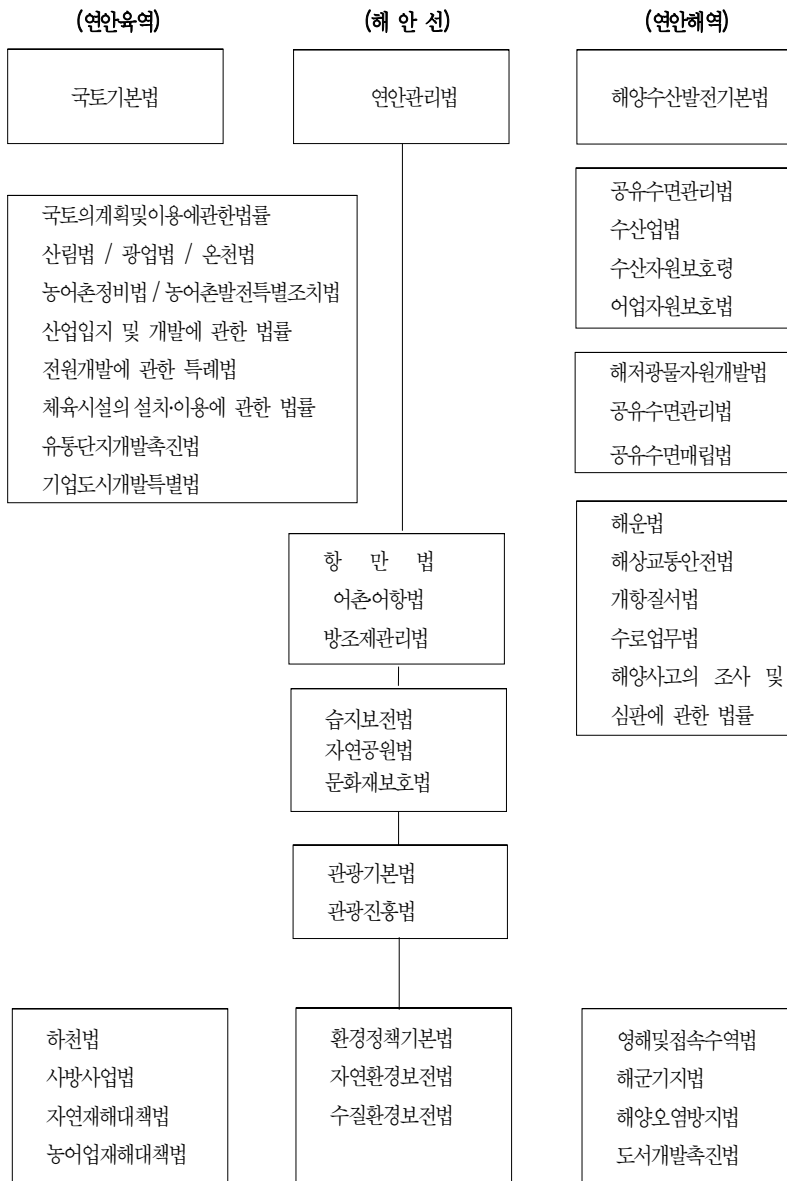 (연안육역)
국토기본법
국토의계획및이용에관한법률
산림법 / 광업법 / 온천법
농어촌정비법 / 농어촌발전특별조치법
산업입지 및 개발에 관한 법률
전원개발에 관한 특례법
체육시설의 설치·이용에 관한 법률
유통단지개발촉진법
기업도시개발특별법
하천법
사방사업법
자연재해대책법
농어업재해대책법
(해 안 선)
연안관리법
항 만 법
어촌·어항법
방조제관리법
습지보전법
자연공원법
문화재보호법
관광기본법
관광진흥법
환경정책기본법
자연환경보전법
수질환경보전법
(연안해역)
해양수산발전기본법
공유수면관리법
수산업법
수산자원보호령
어업자원보호법
해저광물자원개발법
공유수면관리법
공유수면매립법
해운법
해상교통안전법
개항질서법
수로업무법
해양사고의 조사 및
심판에 관한 법률
영해및접속수역법
해군기지법
해양오염방지법
도서개발촉진법